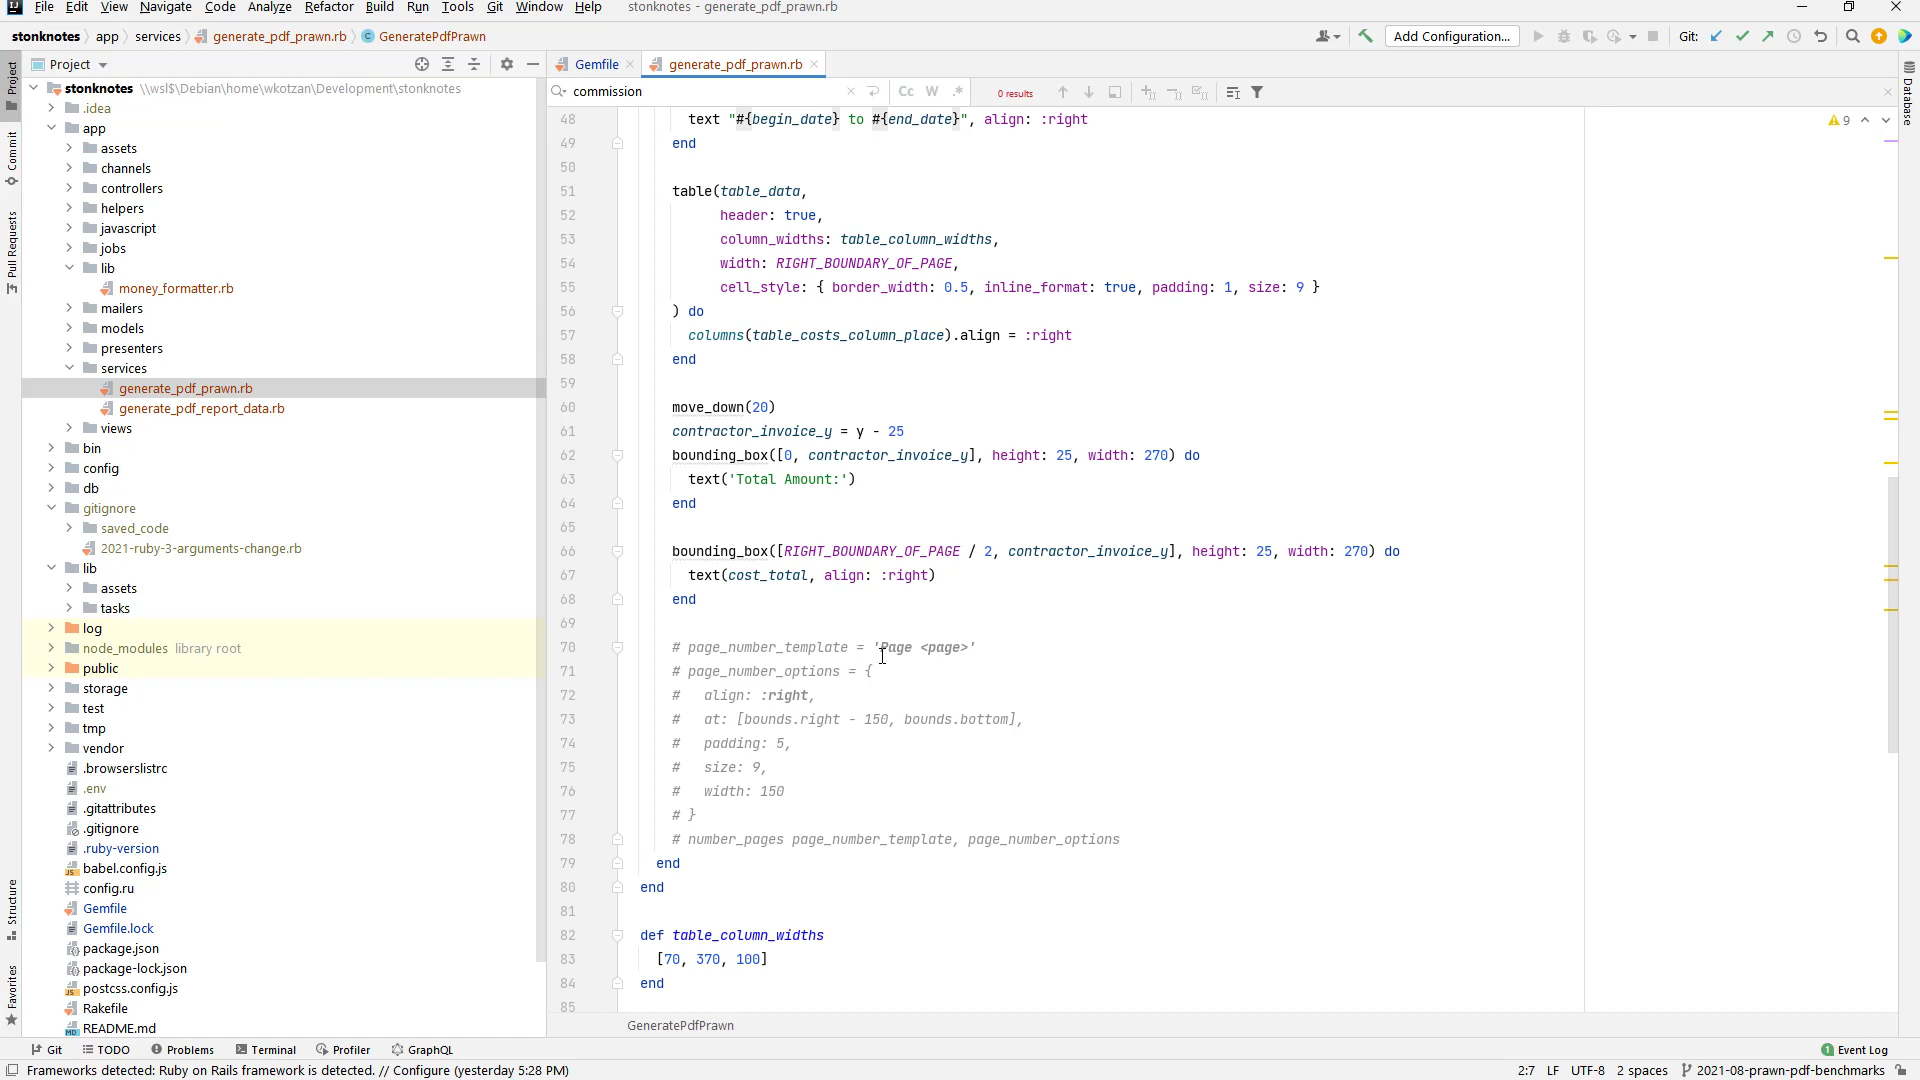 IJ File Edit View Navigate Code Analyze Refactor Build Run Tools Git Window Help stonknotes - generate_pdf_prawn.rb
stonknotes app services generate_pdf_prawn.rb C GeneratePdfPrawn Add Configuration... Git:
Project Gemfile generate_pdf_prawn.rb
stonknotes \\wsl$\Debian\home\wkotzan\Development\stonknotes
commission Cc W .* 0 results
.idea
app
assets
channels
controllers
helpers
javascript
jobs
lib
money_formatter.rb
mailers
models
presenters
services
generate_pdf_prawn.rb
generate_pdf_report_data.rb
views
bin
config
db
gitignore
saved_code
2021-ruby-3-arguments-change.rb
lib
assets
tasks
log
node_modules library root
public
storage
test
tmp
vendor
.browserslistrc
.env
.gitattributes
.gitignore
.ruby-version
babel.config.js
config.ru
Gemfile
Gemfile.lock
package.json
package-lock.json
postcss.config.js
Rakefile
README.md
Project
Commit
Pull Requests
Structure
Favorites
48 text "#{begin_date} to #{end_date}", align: :right
49 end
50
51 table(table_data,
52 header: true,
53 column_widths: table_column_widths,
54 width: RIGHT_BOUNDARY_OF_PAGE,
55 cell_style: { border_width: 0.5, inline_format: true, padding: 1, size: 9 }
56 ) do
57 columns(table_costs_column_place).align = :right
58 end
59
60 move_down(20)
61 contractor_invoice_y = y - 25
62 bounding_box([0, contractor_invoice_y], height: 25, width: 270) do
63 text('Total Amount:')
64 end
65
66 bounding_box([RIGHT_BOUNDARY_OF_PAGE / 2, contractor_invoice_y], height: 25, width: 270) do
67 text(cost_total, align: :right)
68 end
69
70 # page_number_template = 'Page <page>'
71 # page_number_options = {
72 # align: :right,
73 # at: [bounds.right - 150, bounds.bottom],
74 # padding: 5,
75 # size: 9,
76 # width: 150
77 # }
78 # number_pages page_number_template, page_number_options
79 end
80 end
81
82 def table_column_widths
83 [70, 370, 100]
84 end
85
9
Database
GeneratePdfPrawn
Git TODO Problems Terminal Profiler GraphQL 1 Event Log
Frameworks detected: Ruby on Rails framework is detected. // Configure (yesterday 5:28 PM) 2:7 LF UTF-8 2 spaces 2021-08-prawn-pdf-benchmarks